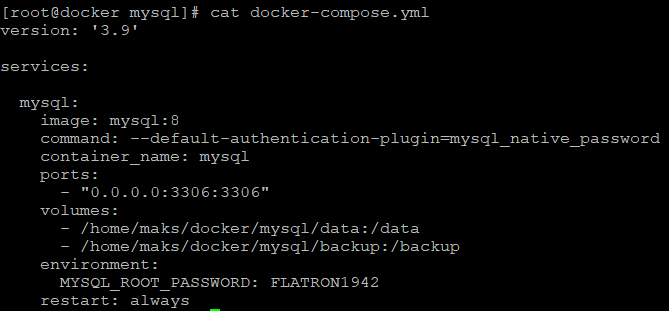 [root@docker mysql]# cat docker-compose.yml
version: '3.9'

services:

  mysql:
    image: mysql:8
    command: --default-authentication-plugin=mysql_native_password
    container_name: mysql
    ports:
      - "0.0.0.0:3306:3306"
    volumes:
      - /home/maks/docker/mysql/data:/data
      - /home/maks/docker/mysql/backup:/backup
    environment:
      MYSQL_ROOT_PASSWORD: FLATRON1942
    restart: always